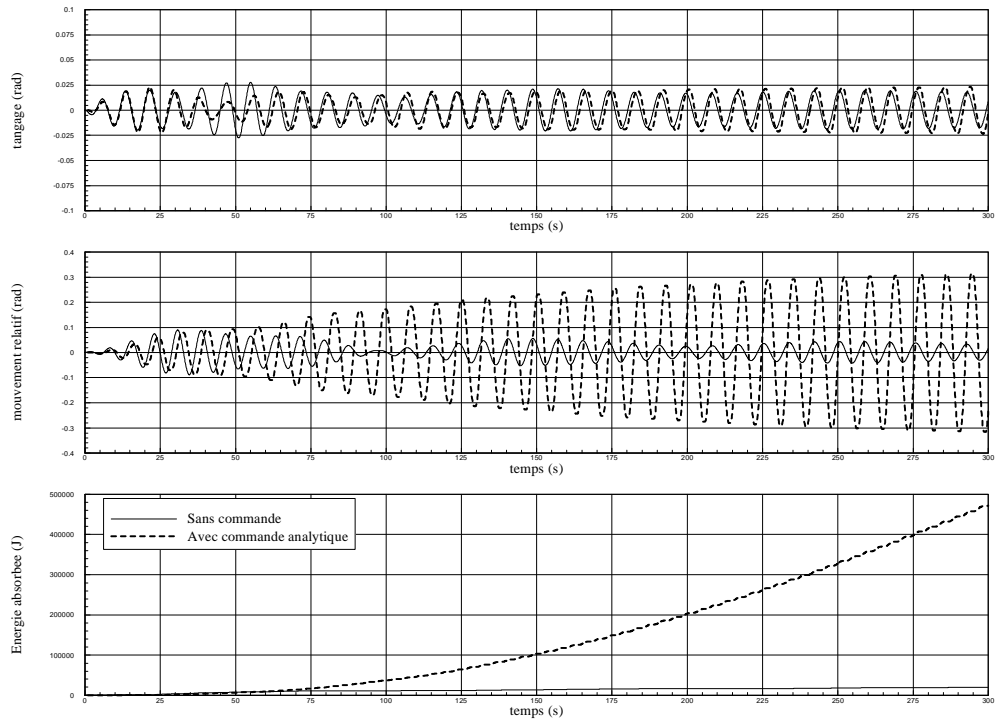 0.1
0.075
0.05
0.025
0
-0.025
-0.05
-0.075
-0.1
tangage (rad)
0 25 50 75 100 125 150 175 200 225 250 275 300
temps (s)
0.4
0.3
0.2
0.1
0
-0.1
-0.2
-0.3
-0.4
mouvement relatif (rad)
0 25 50 75 100 125 150 175 200 225 250 275 300
temps (s)
500000
400000
300000
200000
100000
0
Energie absorbee (J)
Sans commande
Avec commande analytique
0 25 50 75 100 125 150 175 200 225 250 275 300
temps (s)